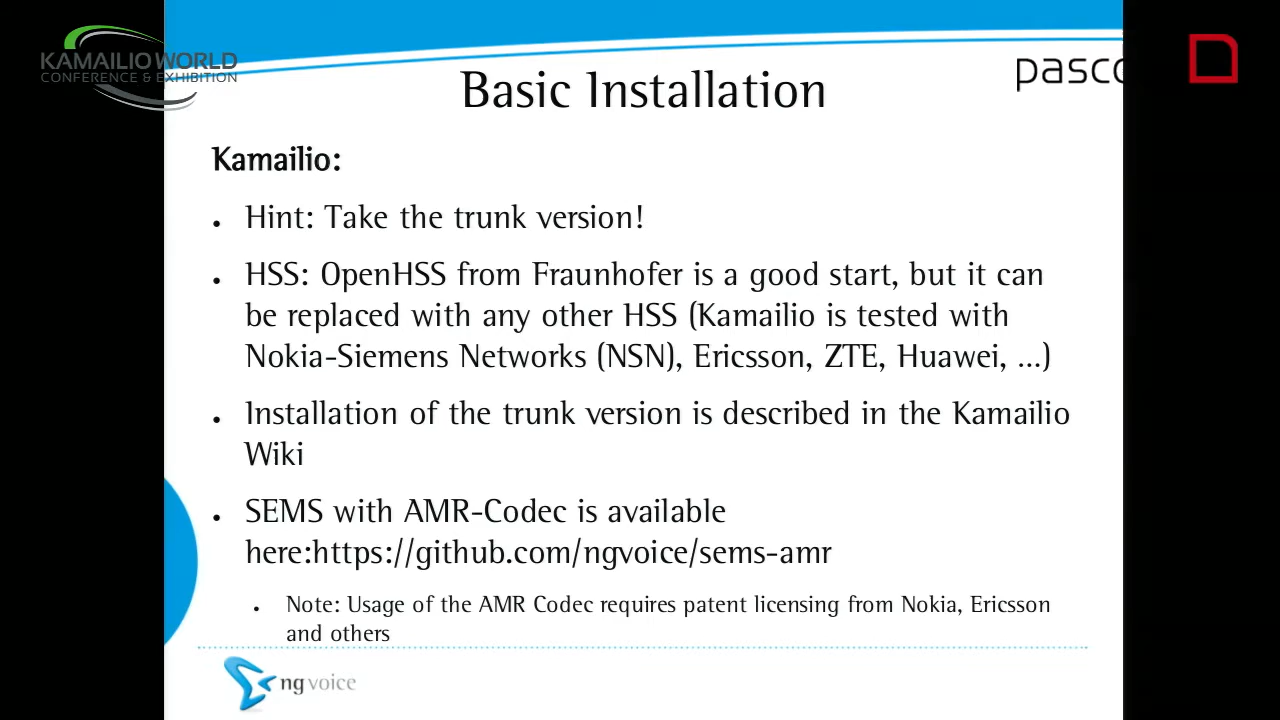 KAMAILIO WORLD
CONFERENCE & EXHIBITION
pasco
Basic Installation
Kamailio:
• Hint: Take the trunk version!
• HSS: OpenHSS from Fraunhofer is a good start, but it can
be replaced with any other HSS (Kamailio is tested with
Nokia-Siemens Networks (NSN), Ericsson, ZTE, Huawei, ...)
• Installation of the trunk version is described in the Kamailio
Wiki
• SEMS with AMR-Codec is available
here:https://github.com/ngvoice/sems-amr
• Note: Usage of the AMR Codec requires patent licensing from Nokia, Ericsson
and others
ng voice